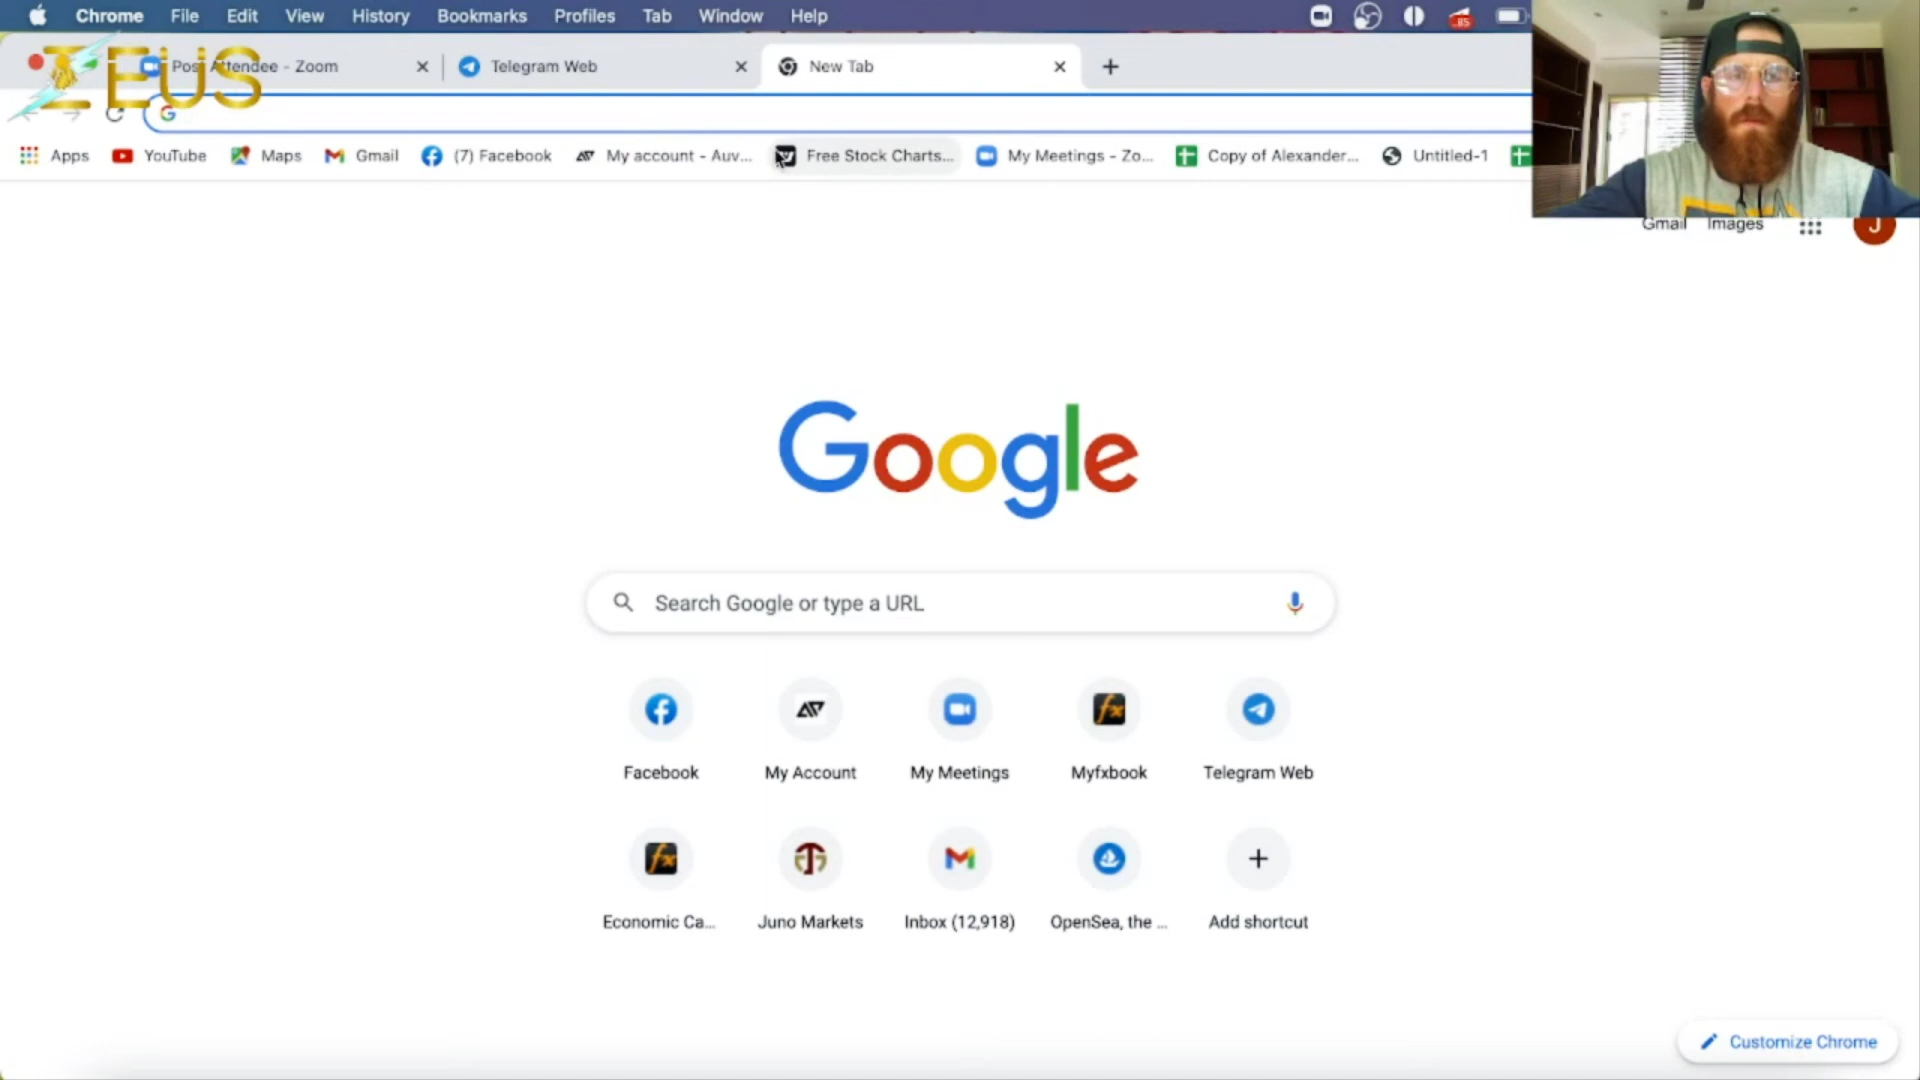 Chrome File Edit View History Bookmarks Profiles Tab Window Help
.85
ZEUS
Post Attendee - Zoom Telegram Web New Tab
Apps YouTube Maps Gmail (7) Facebook My account - Auv... Free Stock Charts... My Meetings - Zo... Copy of Alexander... Untitled-1
Gmail Images J
Google
Search Google or type a URL
Facebook My Account My Meetings Myfxbook Telegram Web
Economic Ca... Juno Markets Inbox (12,918) OpenSea, the ... Add shortcut
Customize Chrome